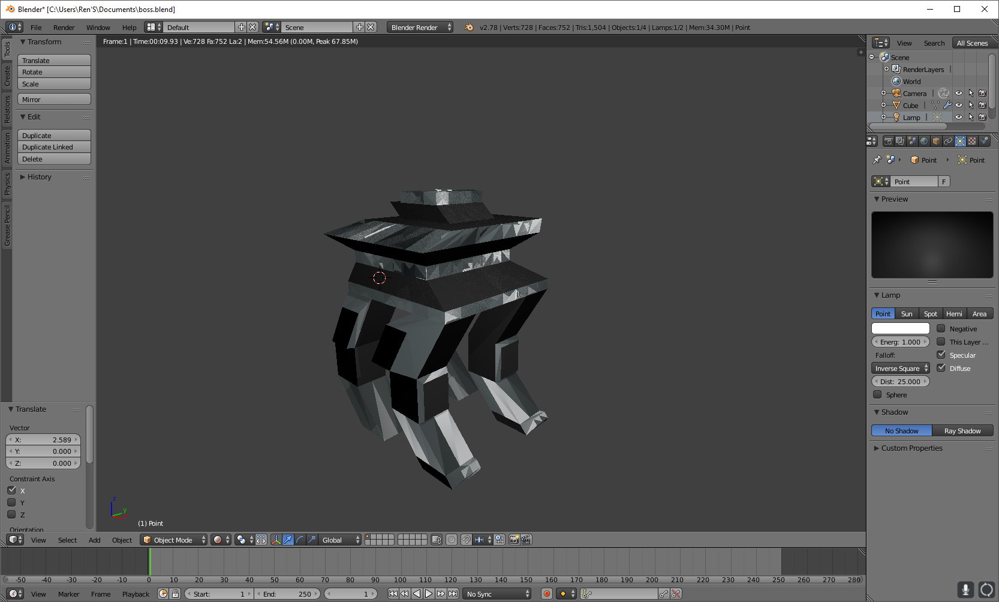 Blender* [C:\Users\Ren'S\Documents\boss.blend]
File Render Window Help Default Scene Blender Render v2.78 | Verts:728 | Faces:752 | Tris:1,504 | Objects:1/4 | Lamps:1/2 | Mem:34.30M | Point
Frame:1 | Time:00:09.93 | Ve:728 Fa:752 La:2 | Mem:54.56M (0.00M, Peak 67.85M)
Tools
Create
Relations
Animation
Physics
Grease Pencil
Transform
Translate
Rotate
Scale
Mirror
Edit
Duplicate
Duplicate Linked
Delete
History
Translate
Vector
X: 2.589
Y: 0.000
Z: 0.000
Constraint Axis
X
Y
Z
Orientation
z
y
(1) Point
View Select Add Object Object Mode Global
-50 -40 -30 -20 -10 0 10 20 30 40 50 60 70 80 90 100 110 120 130 140 150 160 170 180 190 200 210 220 230 240 250 260 270 280
View Marker Frame Playback Start: 1 End: 250 1 No Sync
View Search All Scenes
Scene
RenderLayers
World
Camera
Cube
Lamp
Point Point
Point F
Preview
Lamp
Point Sun Spot Hemi Area
Negative
Energ: 1.000 This Layer ...
Falloff: Specular
Inverse Square Diffuse
Dist: 25.000
Sphere
Shadow
No Shadow Ray Shadow
Custom Properties